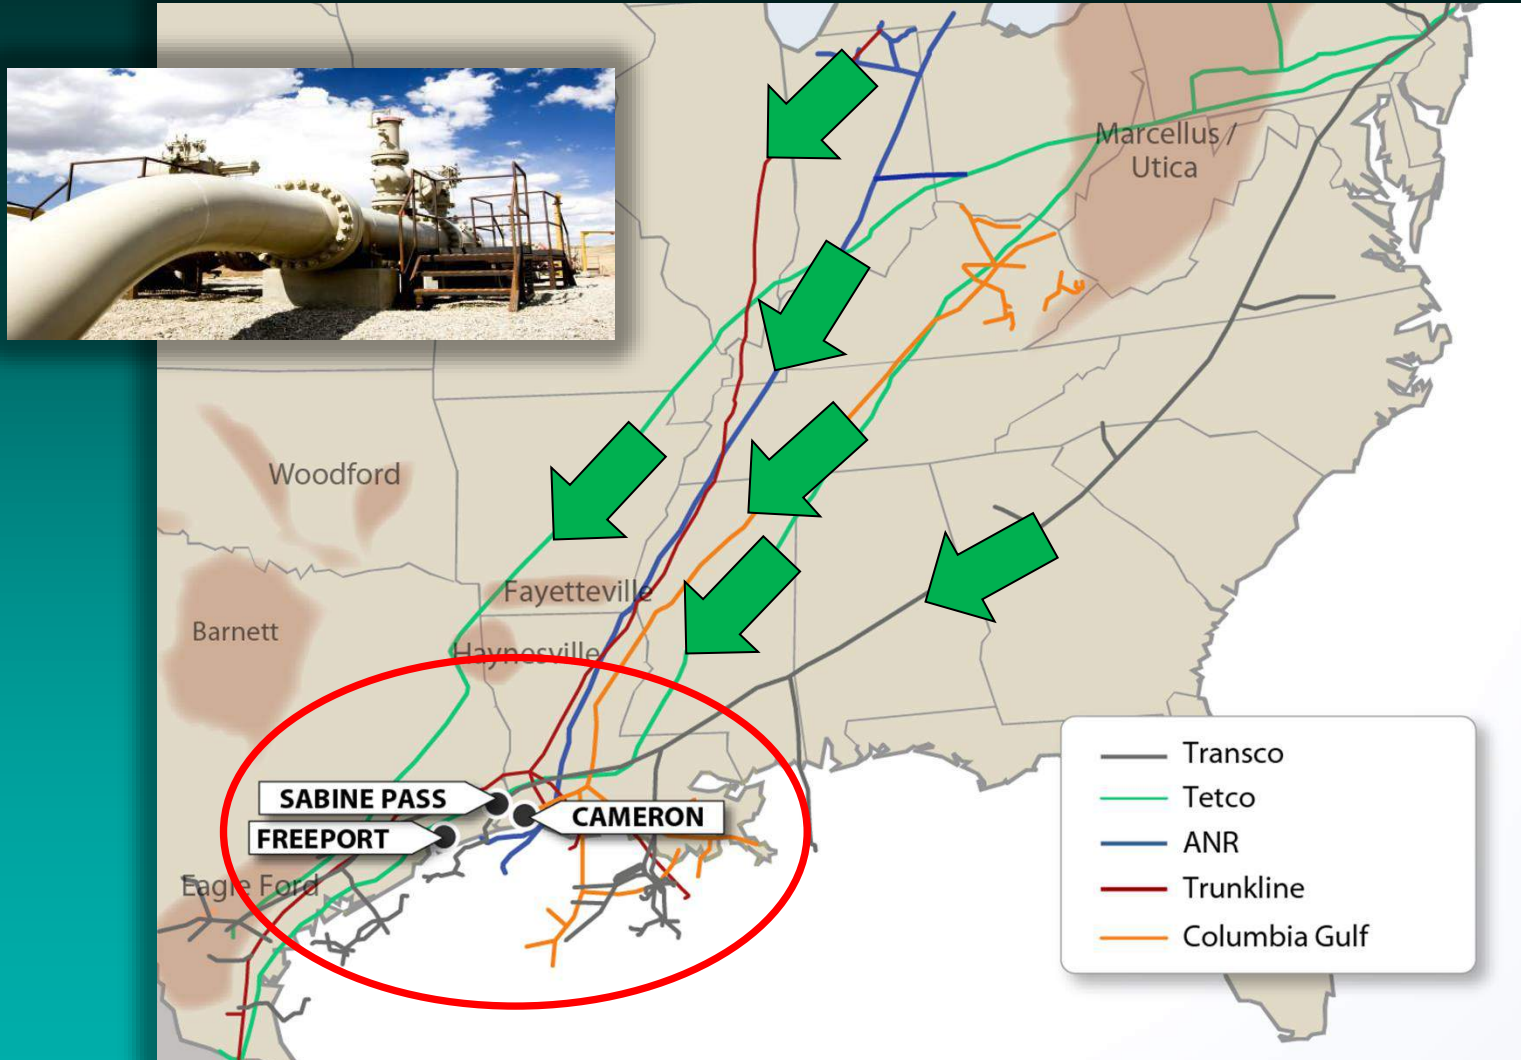 Marcellus /
Utica
Woodford
Fayetteville
Barnett
Haynesville
SABINE PASS
CAMERON
FREEPORT
Eagle Ford
Transco
Tetco
ANR
Trunkline
Columbia Gulf